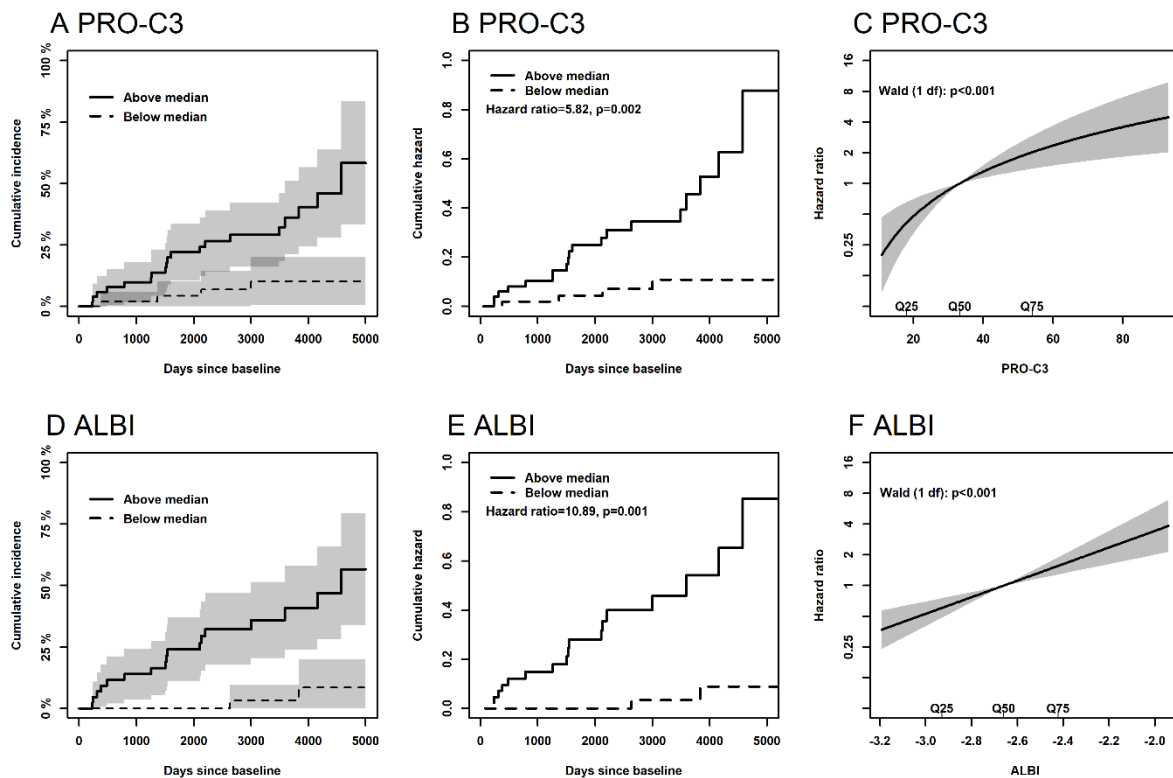 A PRO-C3
Cumulative incidence
100 %
75 %
50 %
25 %
0 %
Above median
Below median
0 1000 2000 3000 4000 5000
Days since baseline
B PRO-C3
Cumulative hazard
1.0
0.8
0.6
0.4
0.2
0.0
Above median
Below median
Hazard ratio=5.82, p=0.002
0 1000 2000 3000 4000 5000
Days since baseline
C PRO-C3
Hazard ratio
16
8
4
2
1
0.25
Wald (1 df): p<0.001
Q25 Q50 Q75
20 40 60 80
PRO-C3
D ALBI
Cumulative incidence
100 %
75 %
50 %
25 %
0 %
Above median
Below median
0 1000 2000 3000 4000 5000
Days since baseline
E ALBI
Cumulative hazard
1.0
0.8
0.6
0.4
0.2
0.0
Above median
Below median
Hazard ratio=10.89, p=0.001
0 1000 2000 3000 4000 5000
Days since baseline
F ALBI
Hazard ratio
16
8
4
2
1
0.25
Wald (1 df): p<0.001
Q25 Q50 Q75
-3.2 -3.0 -2.8 -2.6 -2.4 -2.2 -2.0
ALBI